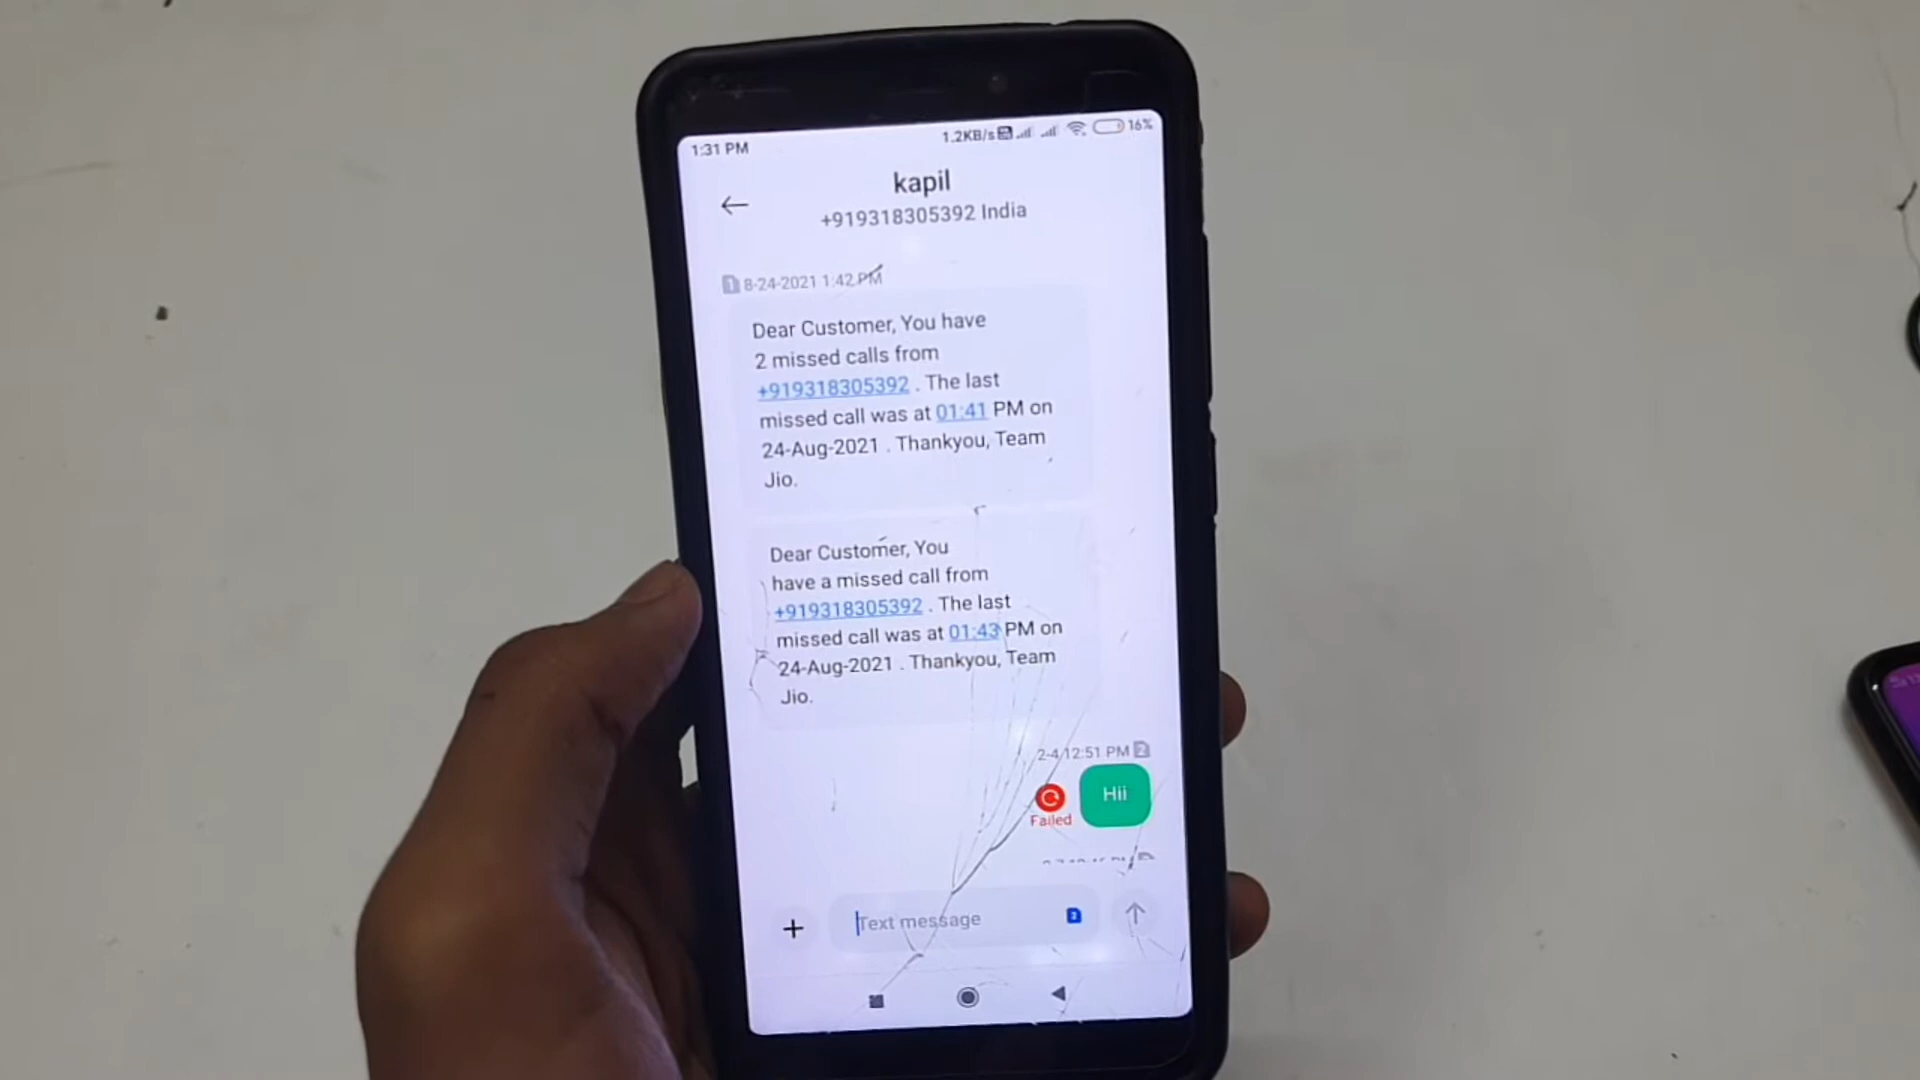 1:31 PM
1.2KB/s
16%
kapil
+919318305392 India
8-24-2021 1:42 PM
Dear Customer, You have
2 missed calls from
+919318305392 . The last
missed call was at 01:41 PM on
24-Aug-2021 . Thankyou, Team
Jio.
Dear Customer, You
have a missed call from
+919318305392 . The last
missed call was at 01:43 PM on
24-Aug-2021 . Thankyou, Team
Jio.
2-4 12:51 PM 2
Hii
Failed
Text message 2